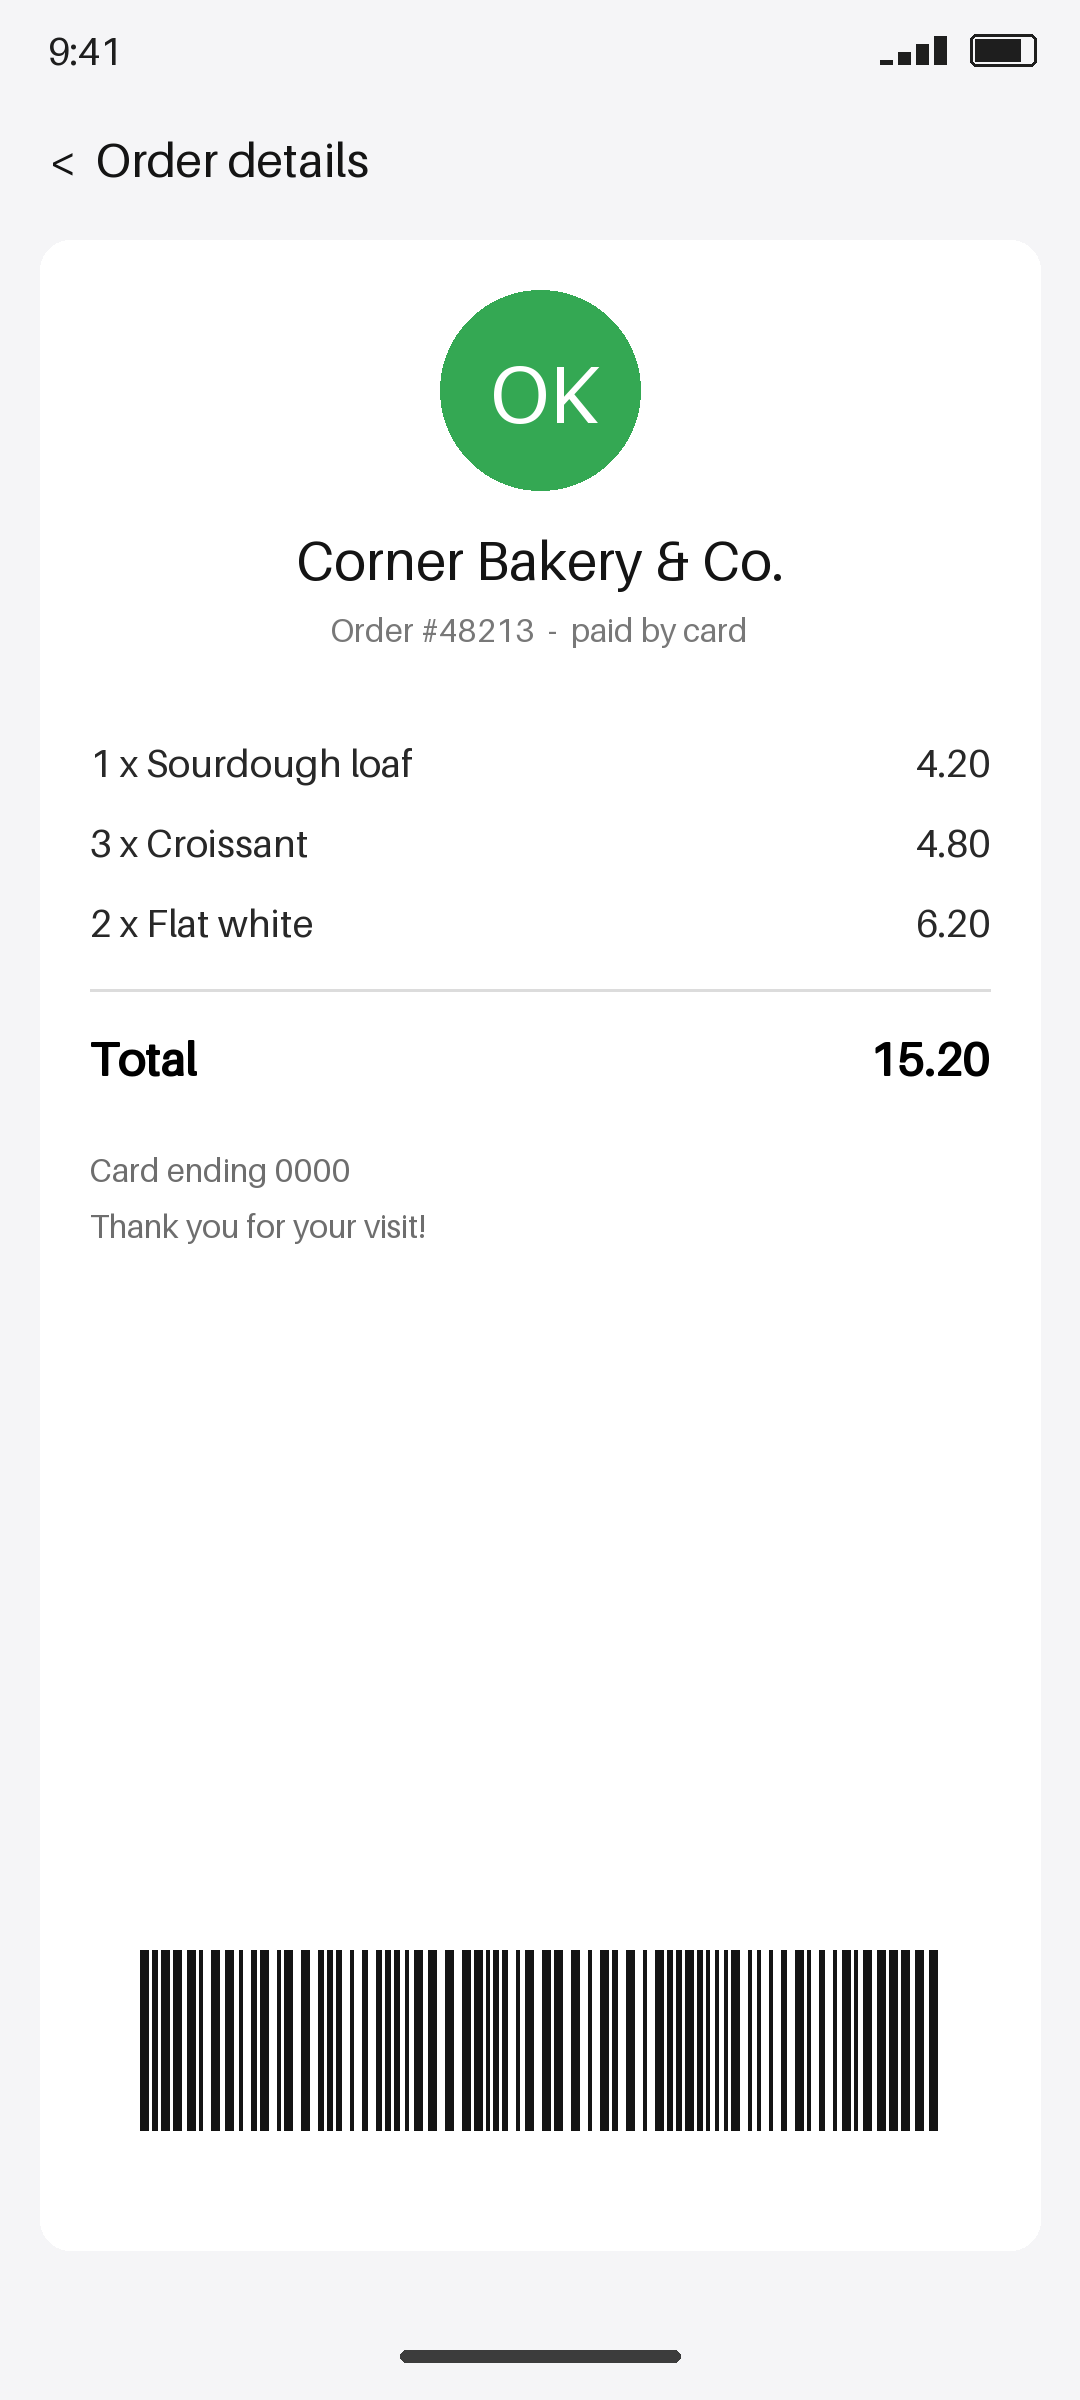 9:41
< Order details
OK
Corner Bakery & Co.
Order #48213 - paid by card
1 x Sourdough loaf 4.20
3 x Croissant 4.80
2 x Flat white 6.20
Total 15.20
Card ending 0000
Thank you for your visit!